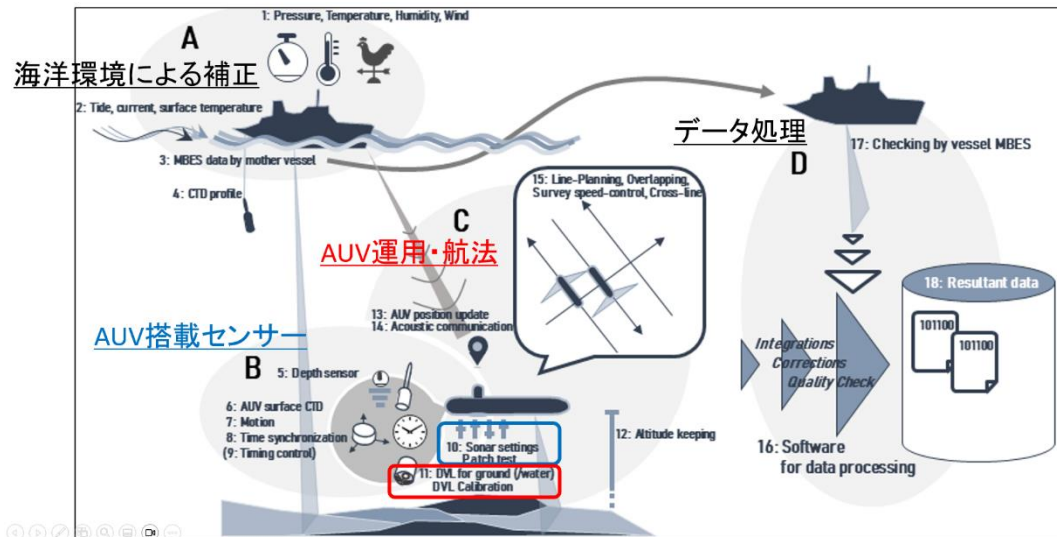 1: Pressure, Temperature, Humidity, Wind
A
海洋環境による補正
2: Tide, current, surface temperature
3: MBES data by mother vessel
4: CTD profile
データ処理
17: Checking by vessel MBES
D
15: Line-Planning, Overlapping,
Survey speed-control, Cross-line
C
AUV運用・航法
13: AUV position update
14: Acoustic communication
18: Resultant data
101100
101100
Integrations
Corrections
Quality Check
16: Software
for data processing
AUV搭載センサー
B
5: Depth sensor
6: AUV surface CTD
7: Motion
8: Time synchronization
(9: Timing control)
10: Sonar settings
Patch test
11: DVL for ground (/water)
DVL Calibration
12: Altitude keeping